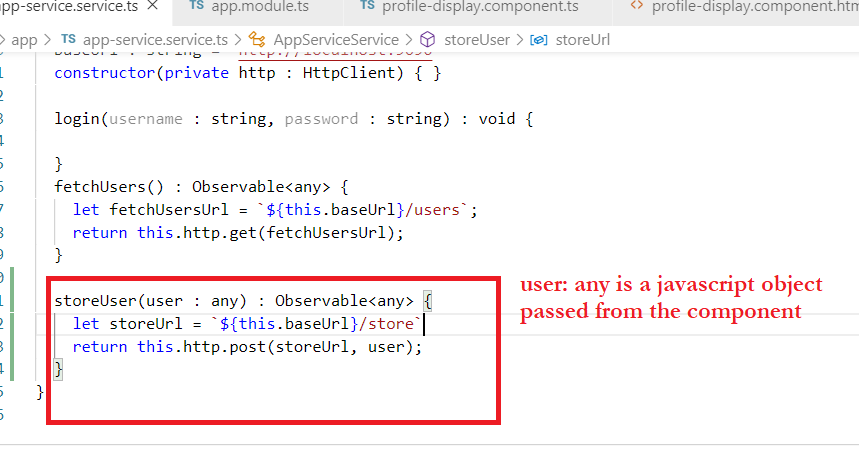 app-service.service.ts × TS app.module.ts TS profile-display.component.ts <> profile-display.component.htm
> app > TS app-service.service.ts > AppServiceService > storeUser > storeUrl
constructor(private http : HttpClient) { }
login(username : string, password : string) : void {
}
fetchUsers() : Observable<any> {
let fetchUsersUrl = `${this.baseUrl}/users`;
return this.http.get(fetchUsersUrl);
}
storeUser(user : any) : Observable<any> {
let storeUrl = `${this.baseUrl}/store`
return this.http.post(storeUrl, user);
}
}
user: any is a javascript object
passed from the component